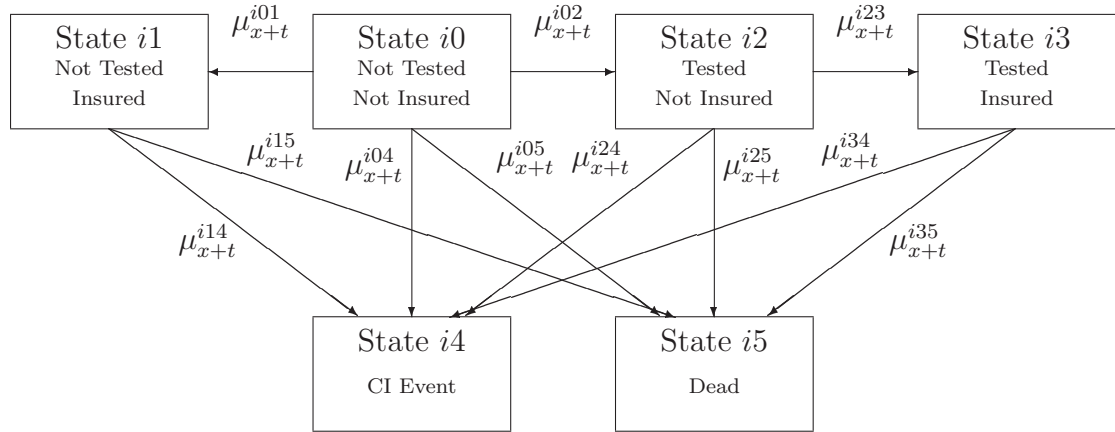 μ^{i01}_{x+t} μ^{i02}_{x+t} μ^{i23}_{x+t}
State i1 State i0 State i2 State i3
Not Tested Not Tested Tested Tested
Insured Not Insured Not Insured Insured
μ^{i15}_{x+t} μ^{i04}_{x+t} μ^{i05}_{x+t} μ^{i24}_{x+t} μ^{i25}_{x+t} μ^{i34}_{x+t}
μ^{i14}_{x+t} μ^{i35}_{x+t}
State i4 State i5
CI Event Dead